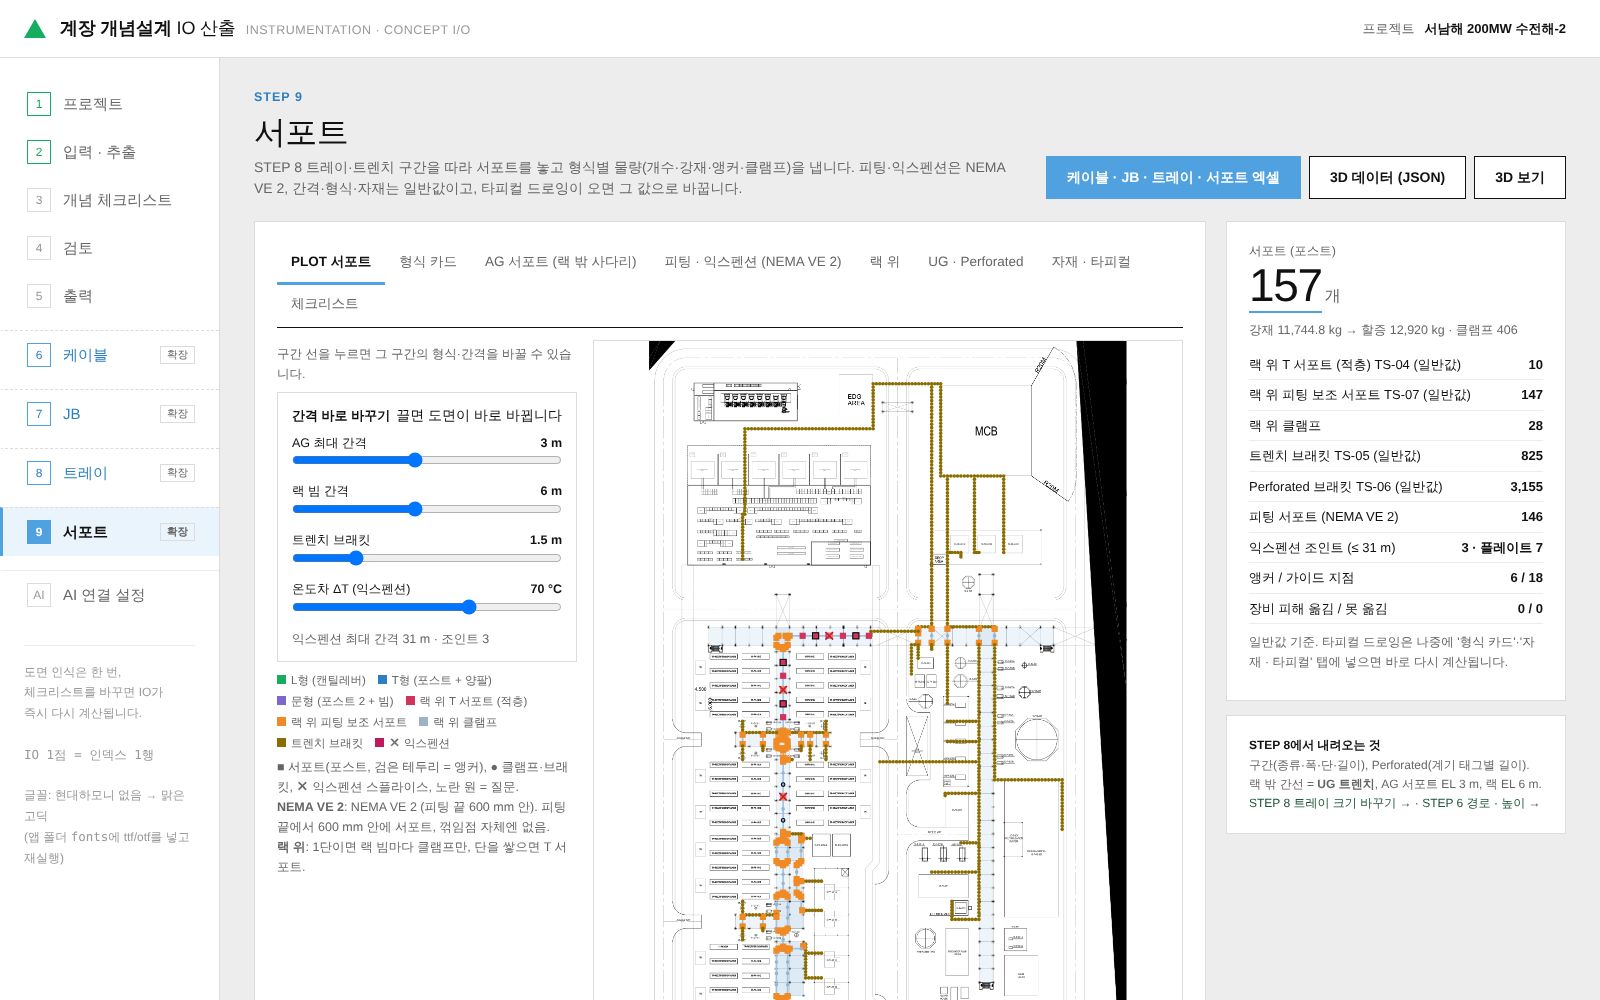 계장 개념설계 IO 산출 INSTRUMENTATION · CONCEPT I/O
프로젝트 서남해 200MW 수전해-2
1 프로젝트
2 입력 · 추출
3 개념 체크리스트
4 검토
5 출력
6 케이블 확장
7 JB 확장
8 트레이 확장
9 서포트 확장
AI AI 연결 설정
도면 인식은 한 번,
체크리스트를 바꾸면 IO가
즉시 다시 계산됩니다.
IO 1점 = 인덱스 1행
글꼴: 현대하모니 없음 → 맑은
고딕
(앱 폴더 fonts에 ttf/otf를 넣고
재실행)
STEP 9
서포트
STEP 8 트레이·트렌치 구간을 따라 서포트를 놓고 형식별 물량(개수·강재·앵커·클램프)을 냅니다. 피팅·익스펜션은 NEMA
VE 2, 간격·형식·자재는 일반값이고, 타피컬 드로잉이 오면 그 값으로 바꿉니다.
케이블 · JB · 트레이 · 서포트 엑셀
3D 데이터 (JSON)
3D 보기
PLOT 서포트 형식 카드 AG 서포트 (랙 밖 사다리) 피팅 · 익스펜션 (NEMA VE 2) 랙 위 UG · Perforated 자재 · 타피컬
체크리스트
구간 선을 누르면 그 구간의 형식·간격을 바꿀 수 있습
니다.
간격 바로 바꾸기 끌면 도면이 바로 바뀝니다
AG 최대 간격 3 m
랙 빔 간격 6 m
트렌치 브래킷 1.5 m
온도차 ΔT (익스펜션) 70 °C
익스펜션 최대 간격 31 m · 조인트 3
L형 (캔틸레버) T형 (포스트 + 양팔)
문형 (포스트 2 + 빔) 랙 위 T 서포트 (적층)
랙 위 피팅 보조 서포트 랙 위 클램프
트렌치 브래킷 ✕ 익스펜션
■ 서포트(포스트, 검은 테두리 = 앵커), ● 클램프·브래
킷, ✕ 익스펜션 스플라이스, 노란 원 = 질문.
NEMA VE 2: NEMA VE 2 (피팅 끝 600 mm 안). 피팅
끝에서 600 mm 안에 서포트, 꺾임점 자체엔 없음.
랙 위: 1단이면 랙 빔마다 클램프만, 단을 쌓으면 T 서
포트.
EDG
AREA
MCB
R20M
R20M
4,500
서포트 (포스트)
157 개
강재 11,744.8 kg → 할증 12,920 kg · 클램프 406
랙 위 T 서포트 (적층) TS-04 (일반값) 10
랙 위 피팅 보조 서포트 TS-07 (일반값) 147
랙 위 클램프 28
트렌치 브래킷 TS-05 (일반값) 825
Perforated 브래킷 TS-06 (일반값) 3,155
피팅 서포트 (NEMA VE 2) 146
익스펜션 조인트 (≤ 31 m) 3 · 플레이트 7
앵커 / 가이드 지점 6 / 18
장비 피해 옮김 / 못 옮김 0 / 0
일반값 기준. 타피컬 드로잉은 나중에 '형식 카드'·'자
재 · 타피컬' 탭에 넣으면 바로 다시 계산됩니다.
STEP 8에서 내려오는 것
구간(종류·폭·단·길이), Perforated(계기 태그별 길이).
랙 밖 간선 = UG 트렌치, AG 서포트 EL 3 m, 랙 EL 6 m.
STEP 8 트레이 크기 바꾸기 → · STEP 6 경로 · 높이 →